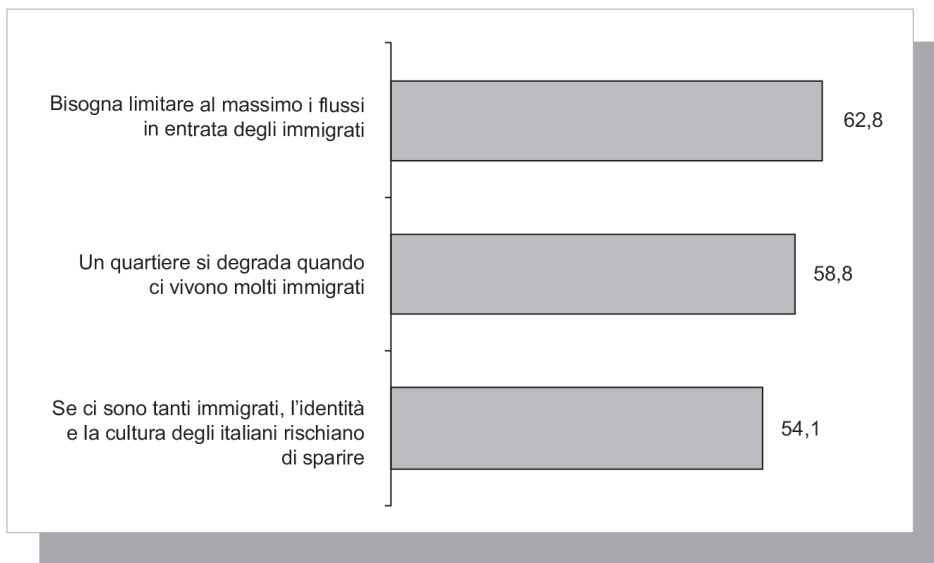 Bisogna limitare al massimo i flussi
in entrata degli immigrati
62,8
Un quartiere si degrada quando
ci vivono molti immigrati
58,8
Se ci sono tanti immigrati, l’identità
e la cultura degli italiani rischiano
di sparire
54,1